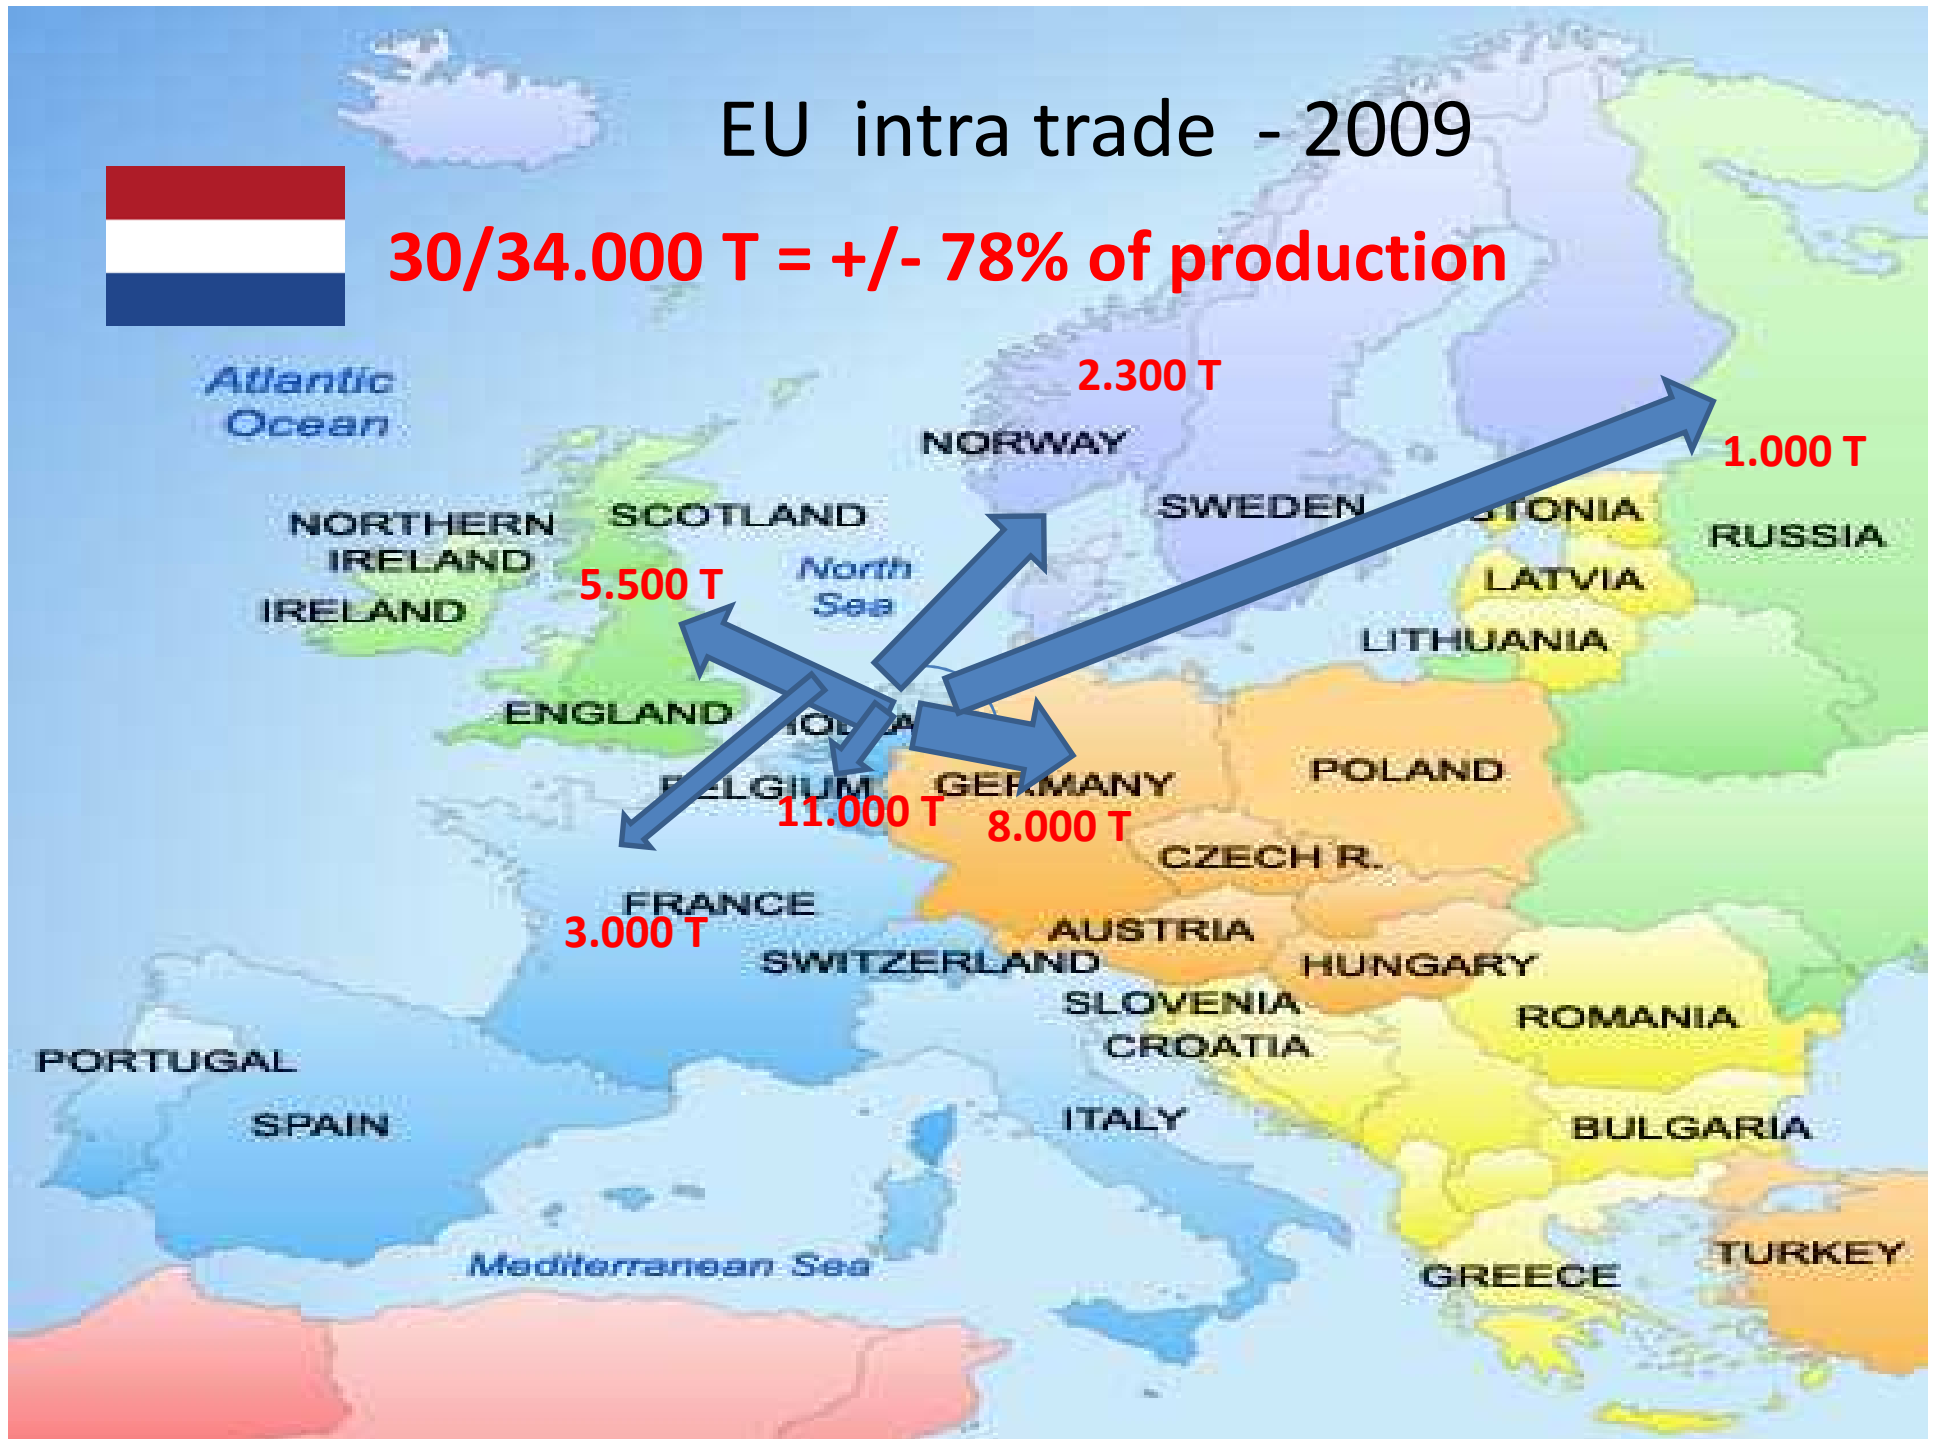 EU intra trade - 2009
30/34.000 T = +/- 78% of production
Atlantic
Ocean
2.300 T
NORWAY
1.000 T
SWEDEN
RUSSIA
NORTHERN
IRELAND
SCOTLAND
North
Sea
5.500 T
IRELAND
LATVIA
LITHUANIA
ENGLAND
BELGIUM
GERMANY
POLAND
11.000 T
8.000 T
CZECH R.
FRANCE
3.000 T
AUSTRIA
SWITZERLAND
HUNGARY
SLOVENIA
CROATIA
ROMANIA
PORTUGAL
SPAIN
ITALY
BULGARIA
Mediterranean Sea
GREECE
TURKEY